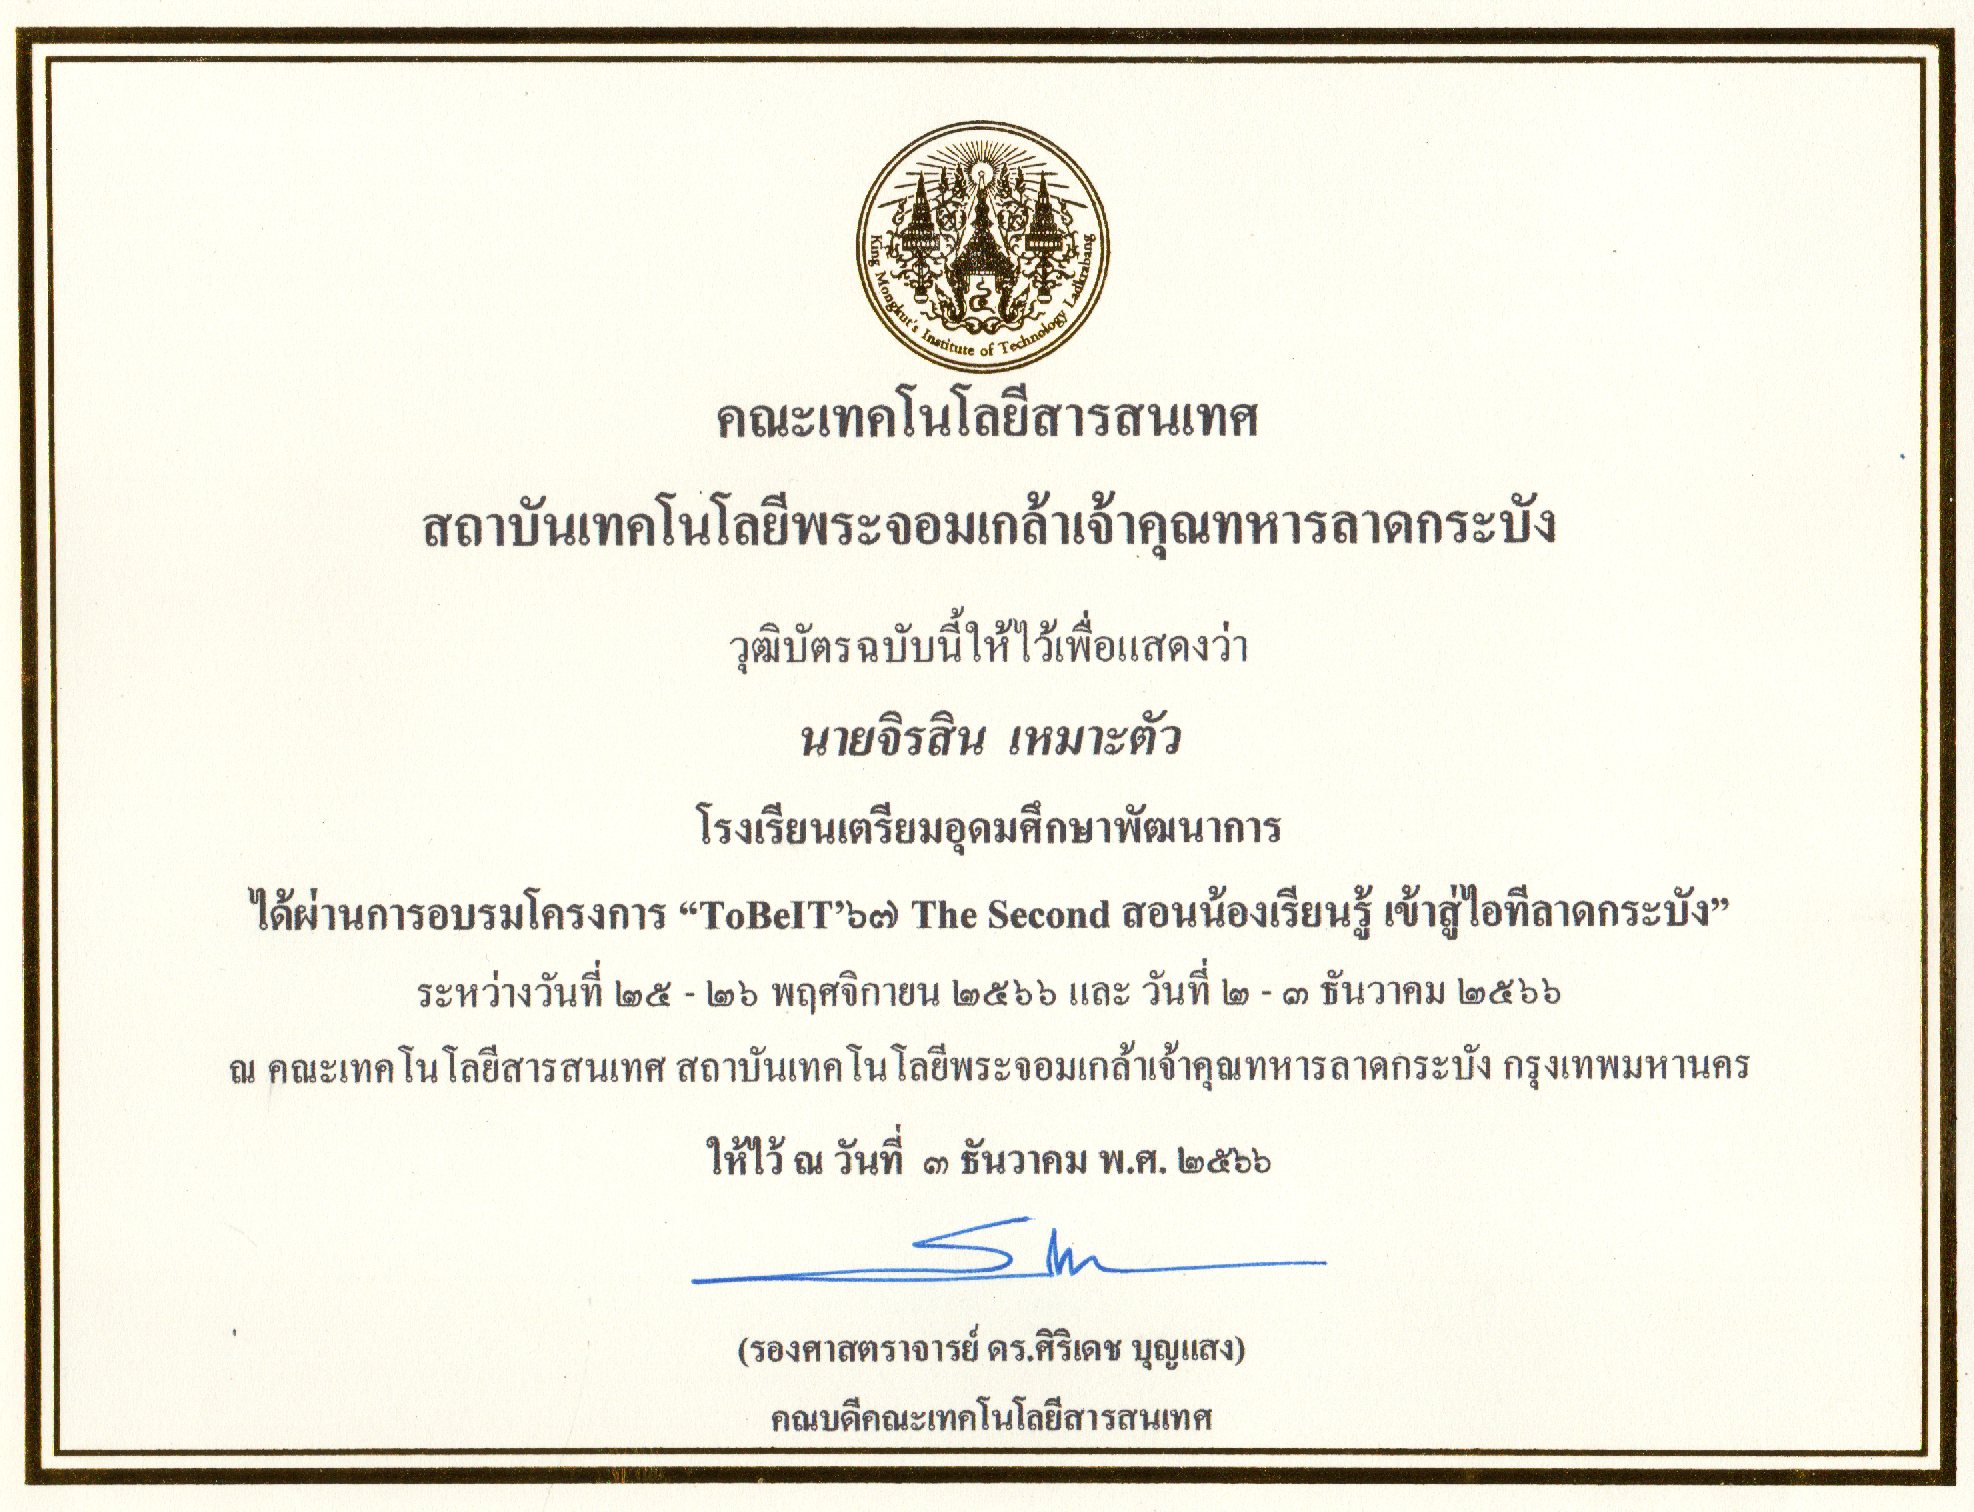 King Mongkut's Institute of Technology Ladkrabang
คณะเทคโนโลยีสารสนเทศ
สถาบันเทคโนโลยีพระจอมเกล้าเจ้าคุณทหารลาดกระบัง
วุฒิบัตรฉบับนี้ให้ไว้เพื่อแสดงว่า
นายจิรสิน เหมาะตัว
โรงเรียนเตรียมอุดมศึกษาพัฒนาการ
ได้ผ่านการอบรมโครงการ “ToBeIT’๖๗ The Second สอนน้องเรียนรู้ เข้าสู่ไอทีลาดกระบัง”
ระหว่างวันที่ ๒๕ - ๒๖ พฤศจิกายน ๒๕๖๖ และ วันที่ ๒ - ๓ ธันวาคม ๒๕๖๖
ณ คณะเทคโนโลยีสารสนเทศ สถาบันเทคโนโลยีพระจอมเกล้าเจ้าคุณทหารลาดกระบัง กรุงเทพมหานคร
ให้ไว้ ณ วันที่ ๓ ธันวาคม พ.ศ. ๒๕๖๖
(รองศาสตราจารย์ ดร.ศิริเดช บุญแสง)
คณบดีคณะเทคโนโลยีสารสนเทศ